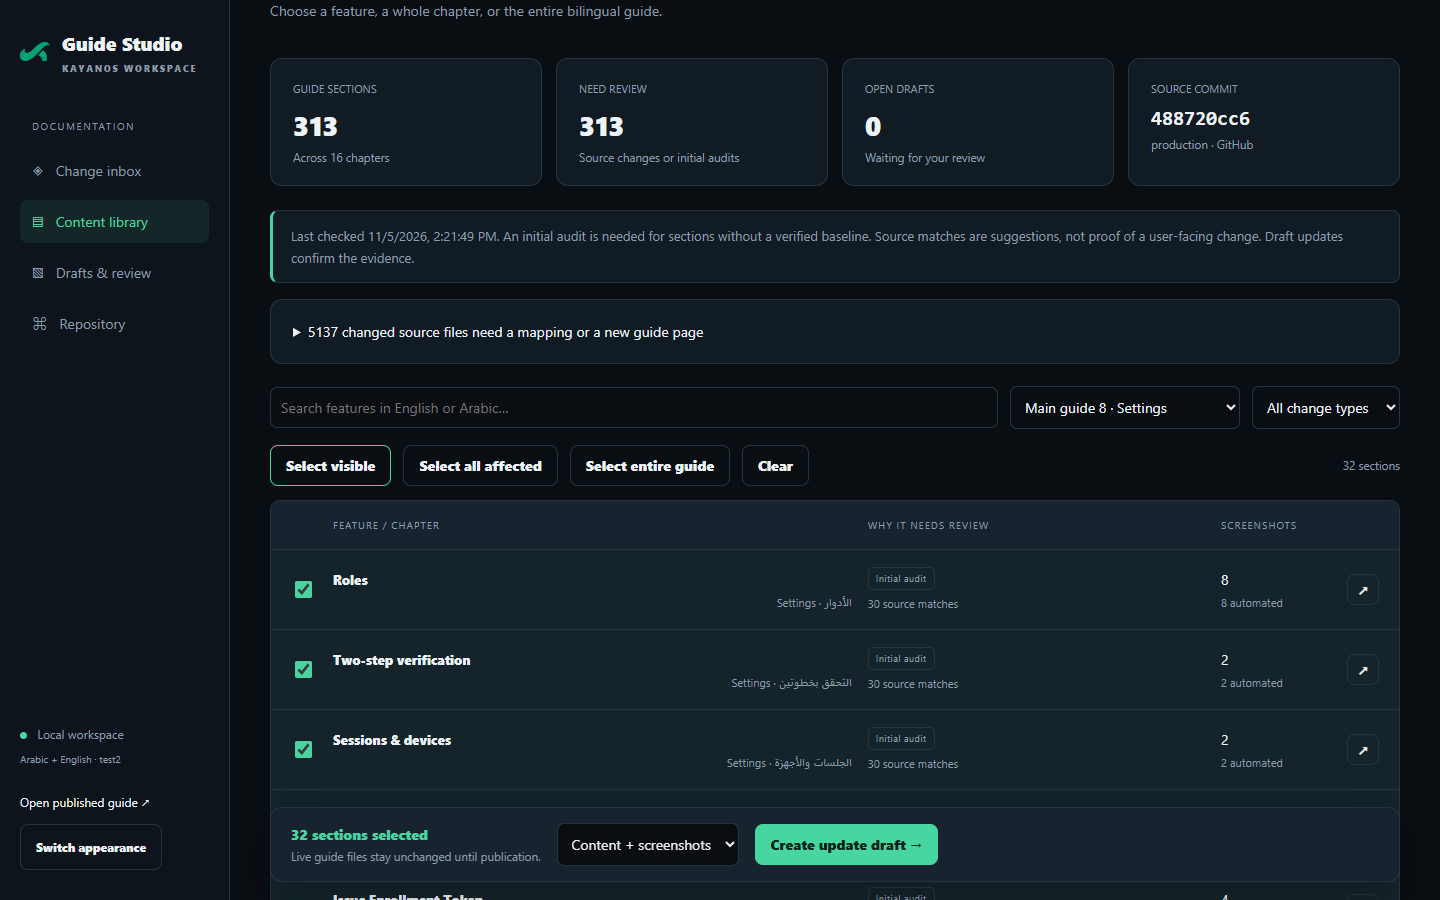 Choose a feature, a whole chapter, or the entire bilingual guide.
Guide Studio
KAYANOS WORKSPACE
DOCUMENTATION
Change inbox
Content library
Drafts & review
Repository
Local workspace
Arabic + English · test2
Open published guide ↗
Switch appearance
GUIDE SECTIONS
313
Across 16 chapters
NEED REVIEW
313
Source changes or initial audits
OPEN DRAFTS
0
Waiting for your review
SOURCE COMMIT
488720cc6
production · GitHub
Last checked 11/5/2026, 2:21:49 PM. An initial audit is needed for sections without a verified baseline. Source matches are suggestions, not proof of a user-facing change. Draft updates
confirm the evidence.
▶ 5137 changed source files need a mapping or a new guide page
Search features in English or Arabic...
Main guide 8 · Settings
All change types
Select visible
Select all affected
Select entire guide
Clear
32 sections
FEATURE / CHAPTER
WHY IT NEEDS REVIEW
SCREENSHOTS
Roles
Settings · الأدوار
Initial audit
30 source matches
8
8 automated
↗
Two-step verification
Settings · التحقق بخطوتين
Initial audit
30 source matches
2
2 automated
↗
Sessions & devices
Settings · الجلسات والأجهزة
Initial audit
30 source matches
2
2 automated
↗
32 sections selected
Live guide files stay unchanged until publication.
Content + screenshots
Create update draft →
Issue Enrollment Token
Initial audit
4